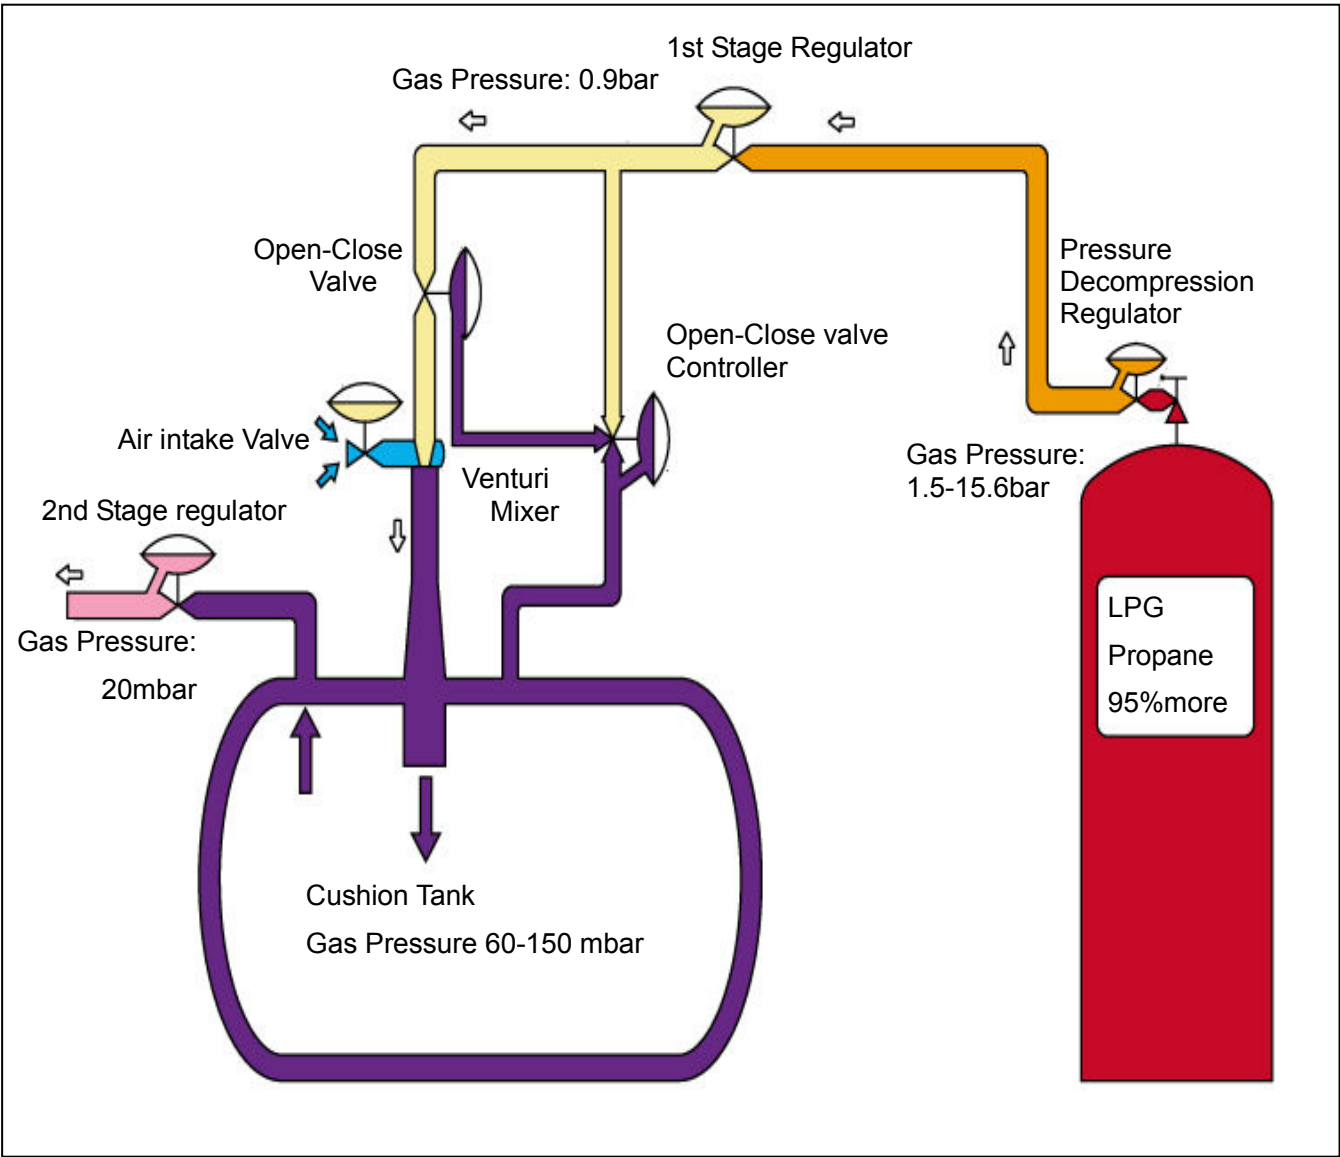 1st Stage Regulator
Gas Pressure: 0.9bar
Open-Close
Valve
Pressure
Decompression
Regulator
Open-Close valve
Controller
Air intake Valve
Venturi
Mixer
Gas Pressure:
1.5-15.6bar
2nd Stage regulator
Gas Pressure:
20mbar
LPG
Propane
95%more
Cushion Tank
Gas Pressure 60-150 mbar